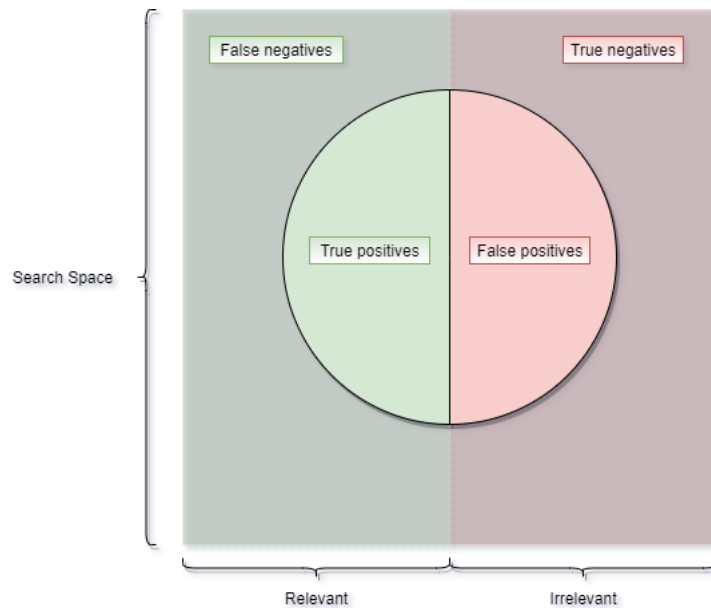 False negatives
True negatives
True positives
False positives
Search Space
Relevant
Irrelevant